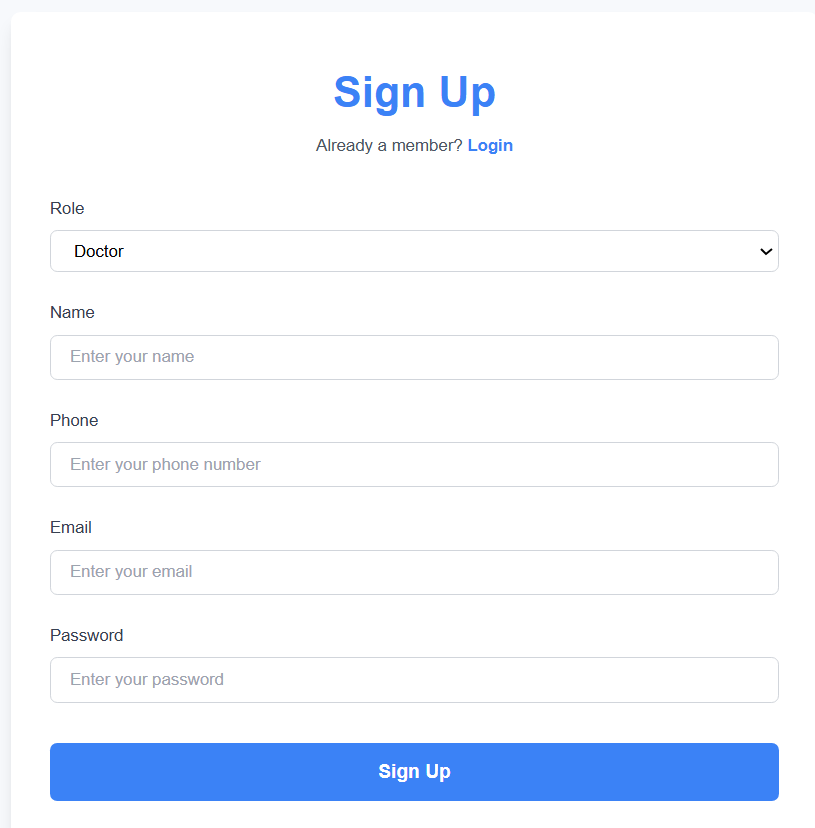 Sign Up
Already a member? Login
Role
Doctor
Name
Enter your name
Phone
Enter your phone number
Email
Enter your email
Password
Enter your password
Sign Up